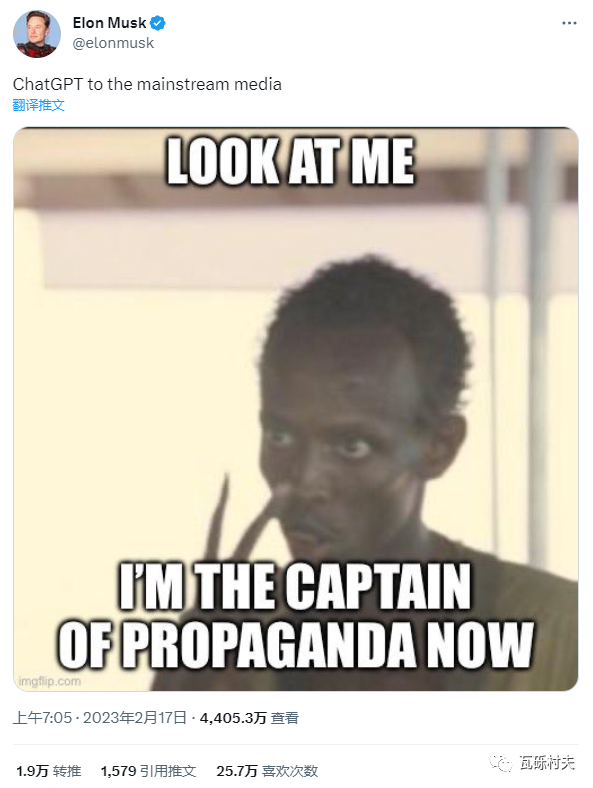 Elon Musk
@elonmusk
ChatGPT to the mainstream media
翻译推文
LOOK AT ME
I'M THE CAPTAIN
OF PROPAGANDA NOW
imgflip.com
上午7:05 · 2023年2月17日 · 4,405.3万 查看
1.9万 转推 1,579 引用推文 25.7万 喜欢次数
瓦砾村夫